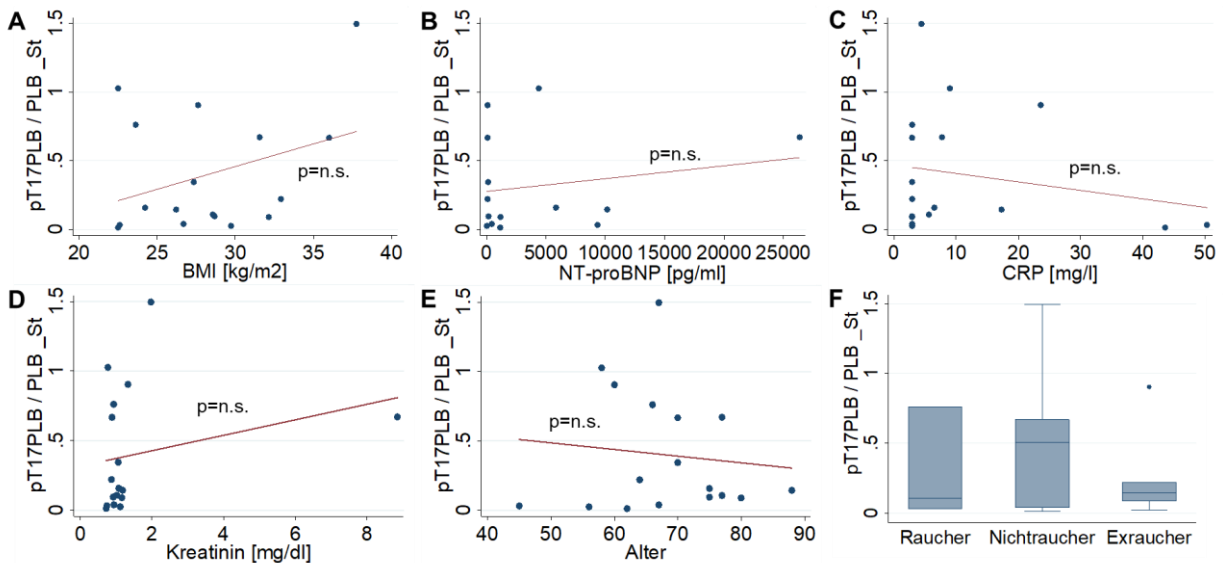 A
pT17PLB / PLB _St
1.5
1
.5
0
p=n.s.
20 25 30 35 40
BMI [kg/m2]
B
pT17PLB / PLB _St
1.5
1
.5
0
p=n.s.
0 5000 10000 15000 20000 25000
NT-proBNP [pg/ml]
C
pT17PLB / PLB _St
1.5
1
.5
0
p=n.s.
0 10 20 30 40 50
CRP [mg/l]
D
pT17PLB / PLB _St
1.5
1
.5
0
p=n.s.
0 2 4 6 8
Kreatinin [mg/dl]
E
pT17PLB / PLB _St
1.5
1
.5
0
p=n.s.
40 50 60 70 80 90
Alter
F
pT17PLB / PLB _St
1.5
1
.5
0
Raucher Nichtraucher Exraucher